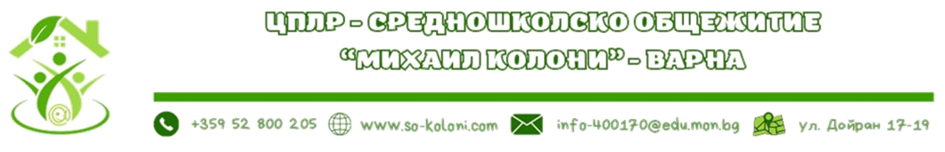 ЦПЛР - СРЕДНОШКОЛСКО ОБЩЕЖИТИЕ
“МИХАИЛ КОЛОНИ” - ВАРНА
+359 52 800 205 www.so-koloni.com info-400170@edu.mon.bg ул. Дойран 17-19